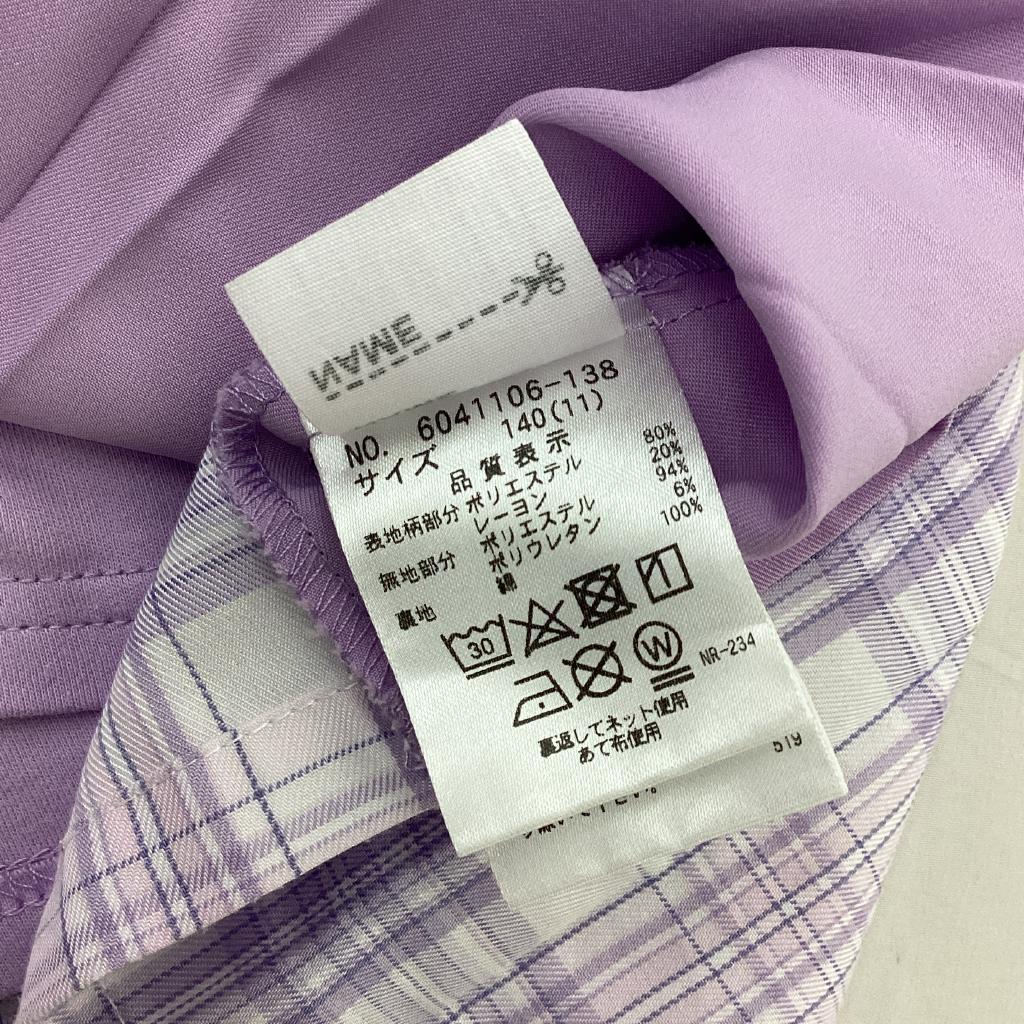 NAME
NO. 6041106-138
サイズ 140(11)
品質表示
表地柄部分 ポリエステル 80%
レーヨン 20%
無地部分 ポリエステル 94%
ポリウレタン 6%
裏地 綿 100%
30
1
W
NR-234
裏返してネット使用
あて布使用